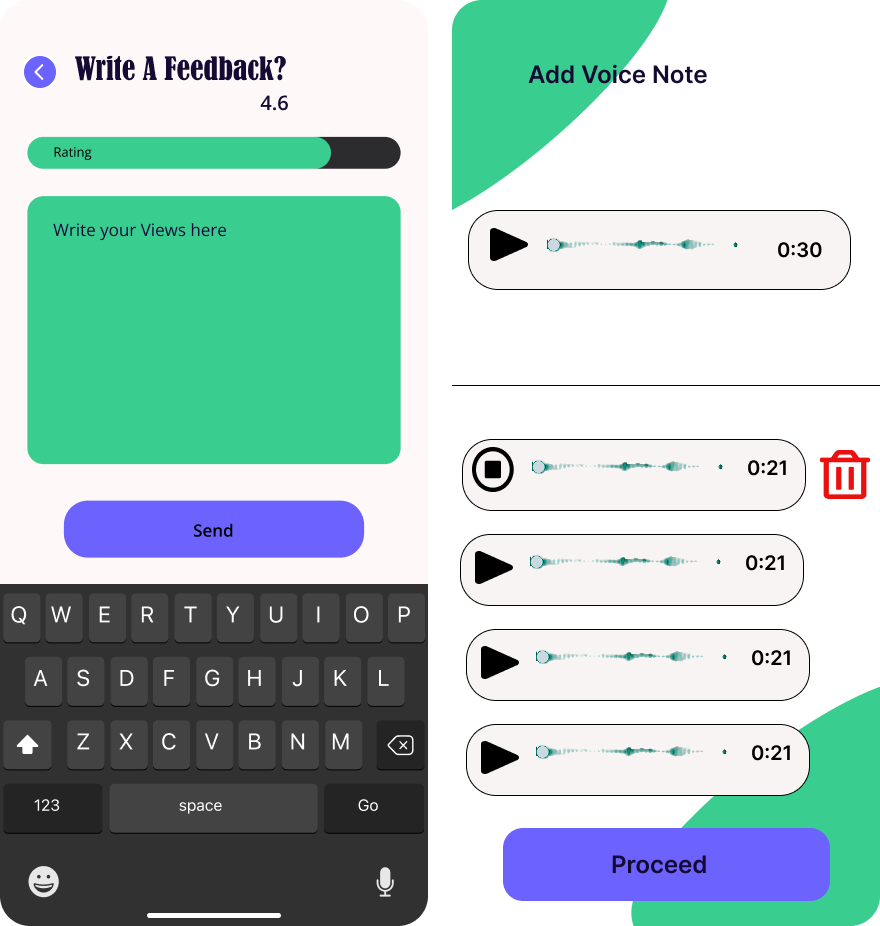 Write A Feedback?
4.6
Rating
Write your Views here
Send
Q W E R T Y U I O P
A S D F G H J K L
Z X C V B N M
123 space Go
Add Voice Note
0:30
0:21
0:21
0:21
0:21
Proceed